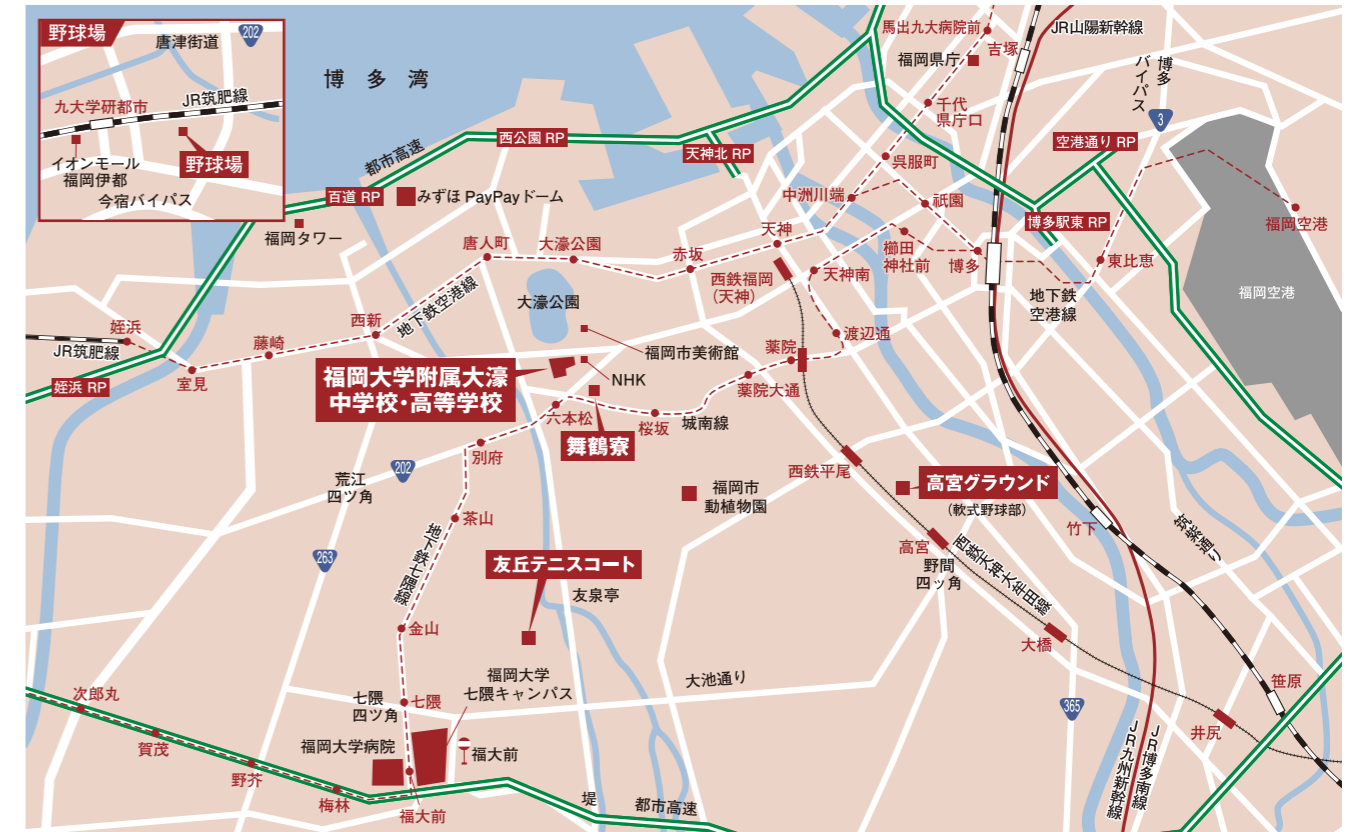 野球場
唐津街道
202
九大学研都市
JR筑肥線
イオンモール
福岡伊都
野球場
今宿バイパス
博多湾
都市高速
西公園 RP
天神北 RP
百道 RP
みずほ PayPayドーム
福岡タワー
馬出九大病院前
吉塚
JR山陽新幹線
福岡県庁
千代
県庁口
博多
バイパス
3
空港通り RP
呉服町
中洲川端
祇園
博多駅東 RP
福岡空港
福岡空港
東比恵
地下鉄
空港線
博多
櫛田
神社前
天神
天神南
西鉄福岡
(天神)
赤坂
大濠公園
唐人町
大濠公園
地下鉄空港線
西新
藤崎
室見
姪浜
JR筑肥線
姪浜 RP
福岡市美術館
NHK
福岡大学附属大濠
中学校・高等学校
舞鶴寮
六本松
桜坂
城南線
薬院大通
薬院
渡辺通
別府
202
荒江
四ツ角
茶山
地下鉄七隈線
263
福岡市
動植物園
西鉄平尾
高宮グラウンド
(軟式野球部)
高宮
野間
四ッ角
西鉄天神大牟田線
竹下
筑紫通り
大橋
笹原
井尻
365
JR博多南線
JR九州新幹線
友丘テニスコート
友泉亭
金山
福岡大学
七隈キャンパス
大池通り
七隈
四ツ角
七隈
福岡大学病院
福大前
福大前
次郎丸
賀茂
野芥
梅林
堤
都市高速